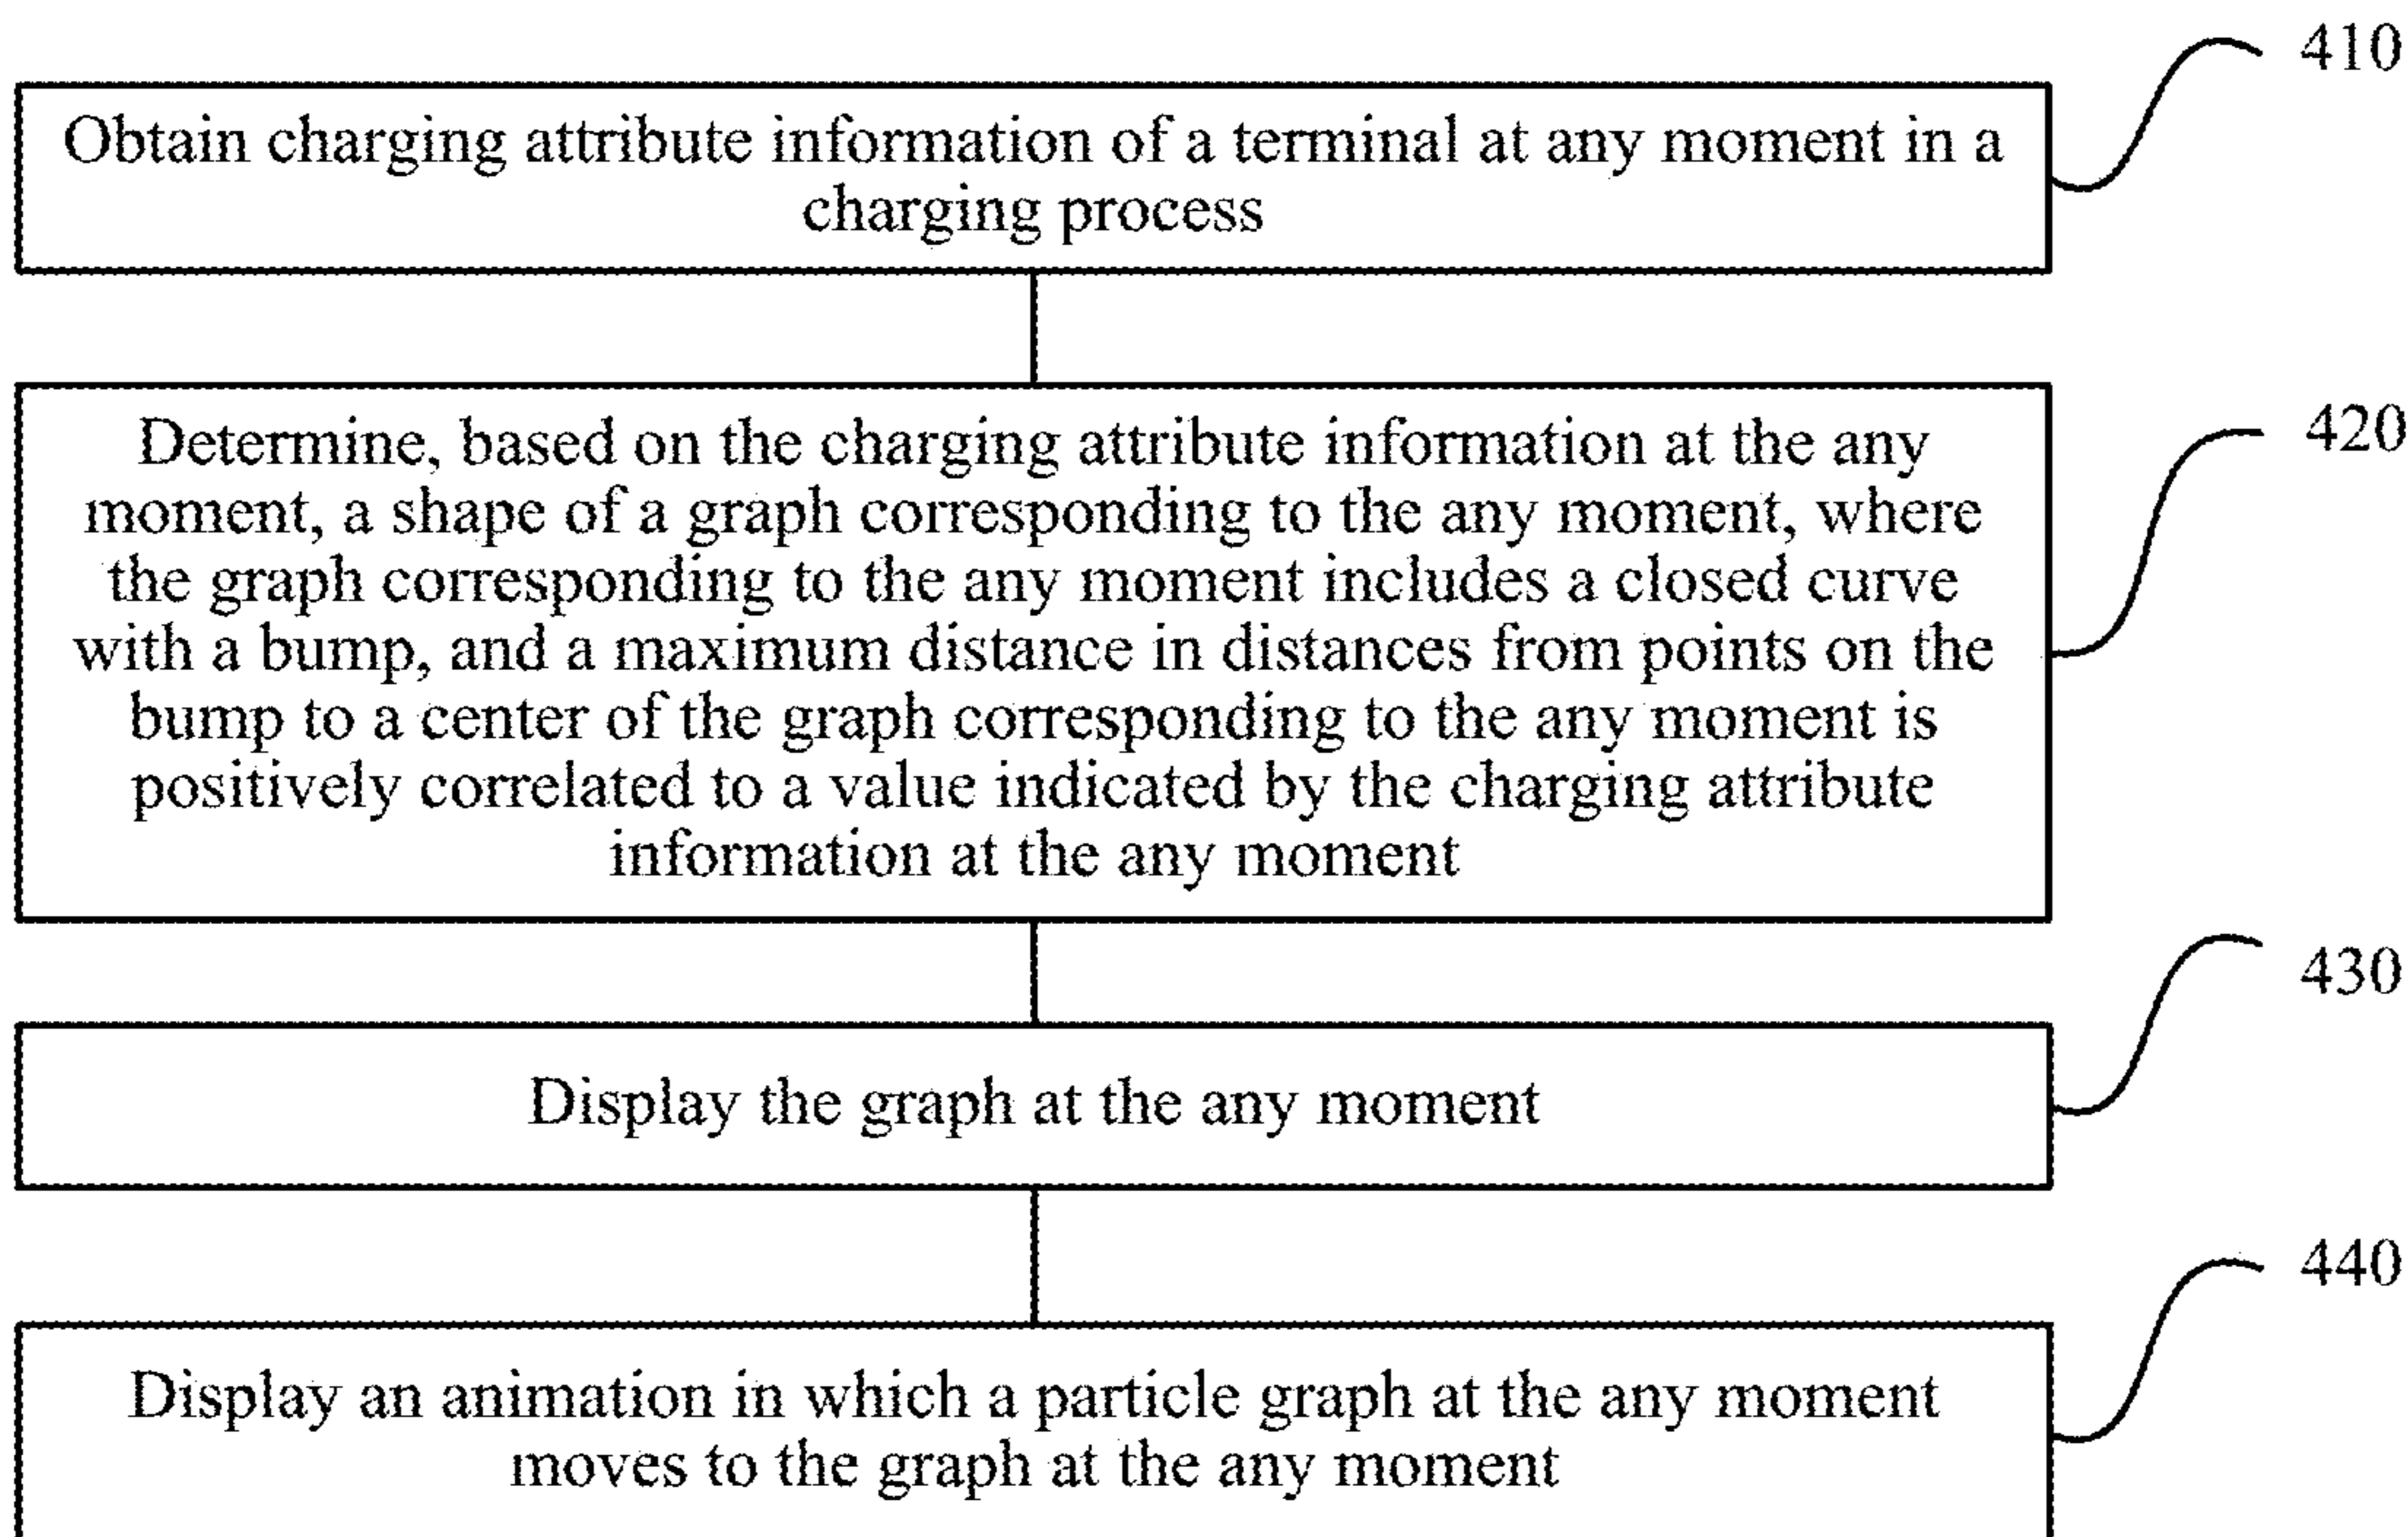 410
Obtain charging attribute information of a terminal at any moment in a
charging process
420
Determine, based on the charging attribute information at the any
moment, a shape of a graph corresponding to the any moment, where
the graph corresponding to the any moment includes a closed curve
with a bump, and a maximum distance in distances from points on the
bump to a center of the graph corresponding to the any moment is
positively correlated to a value indicated by the charging attribute
information at the any moment
430
Display the graph at the any moment
440
Display an animation in which a particle graph at the any moment
moves to the graph at the any moment